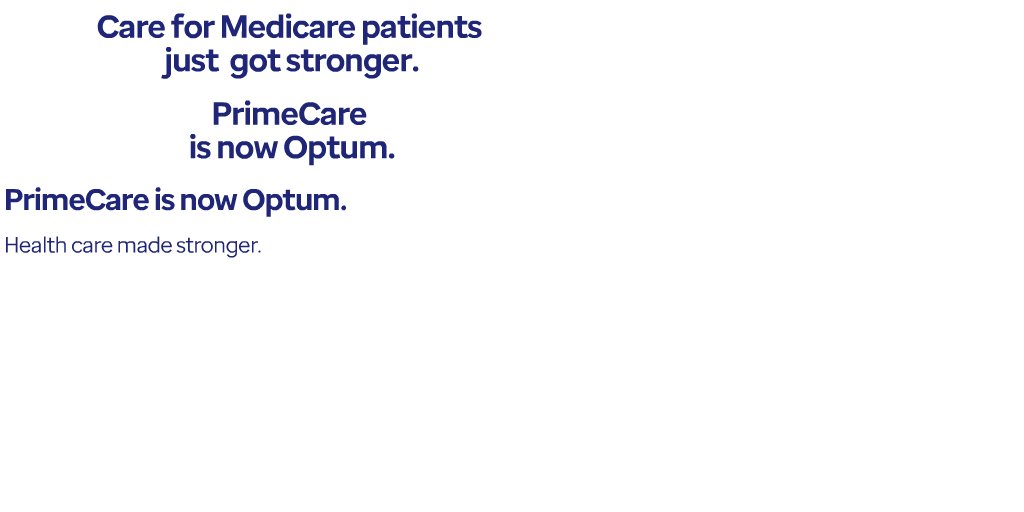 Care for Medicare patients
just  got stronger.
PrimeCare
is now Optum.
PrimeCare is now Optum.
Health care made stronger.